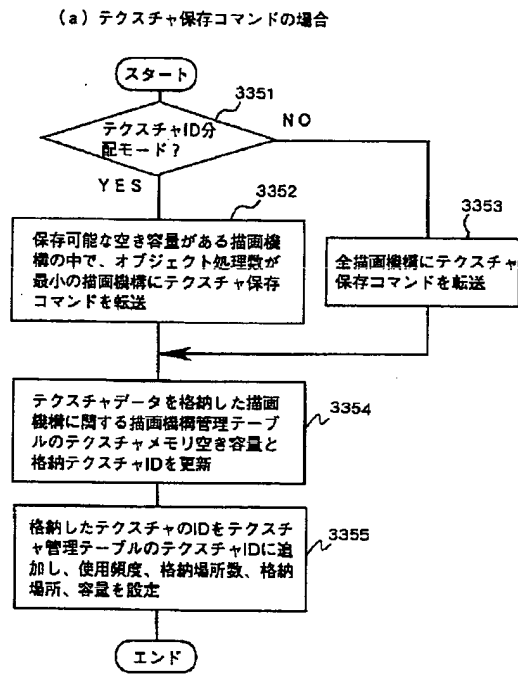 (a) テクスチャ保存コマンドの場合
スタート
3351
テクスチャID分
配モード?
NO
YES
3352
保存可能な空き容量がある描画機
構の中で、オブジェクト処理数が
最小の描画機構にテクスチャ保存
コマンドを転送
3353
全描画機構にテクスチャ
保存コマンドを転送
テクスチャデータを格納した描画
機構に関する描画機構管理テーブ
ルのテクスチャメモリ空き容量と
格納テクスチャIDを更新
3354
格納したテクスチャのIDをテクスチ
ャ管理テーブルのテクスチャIDに追
加し、使用頻度、格納場所数、格納
場所、容量を設定
3355
エンド